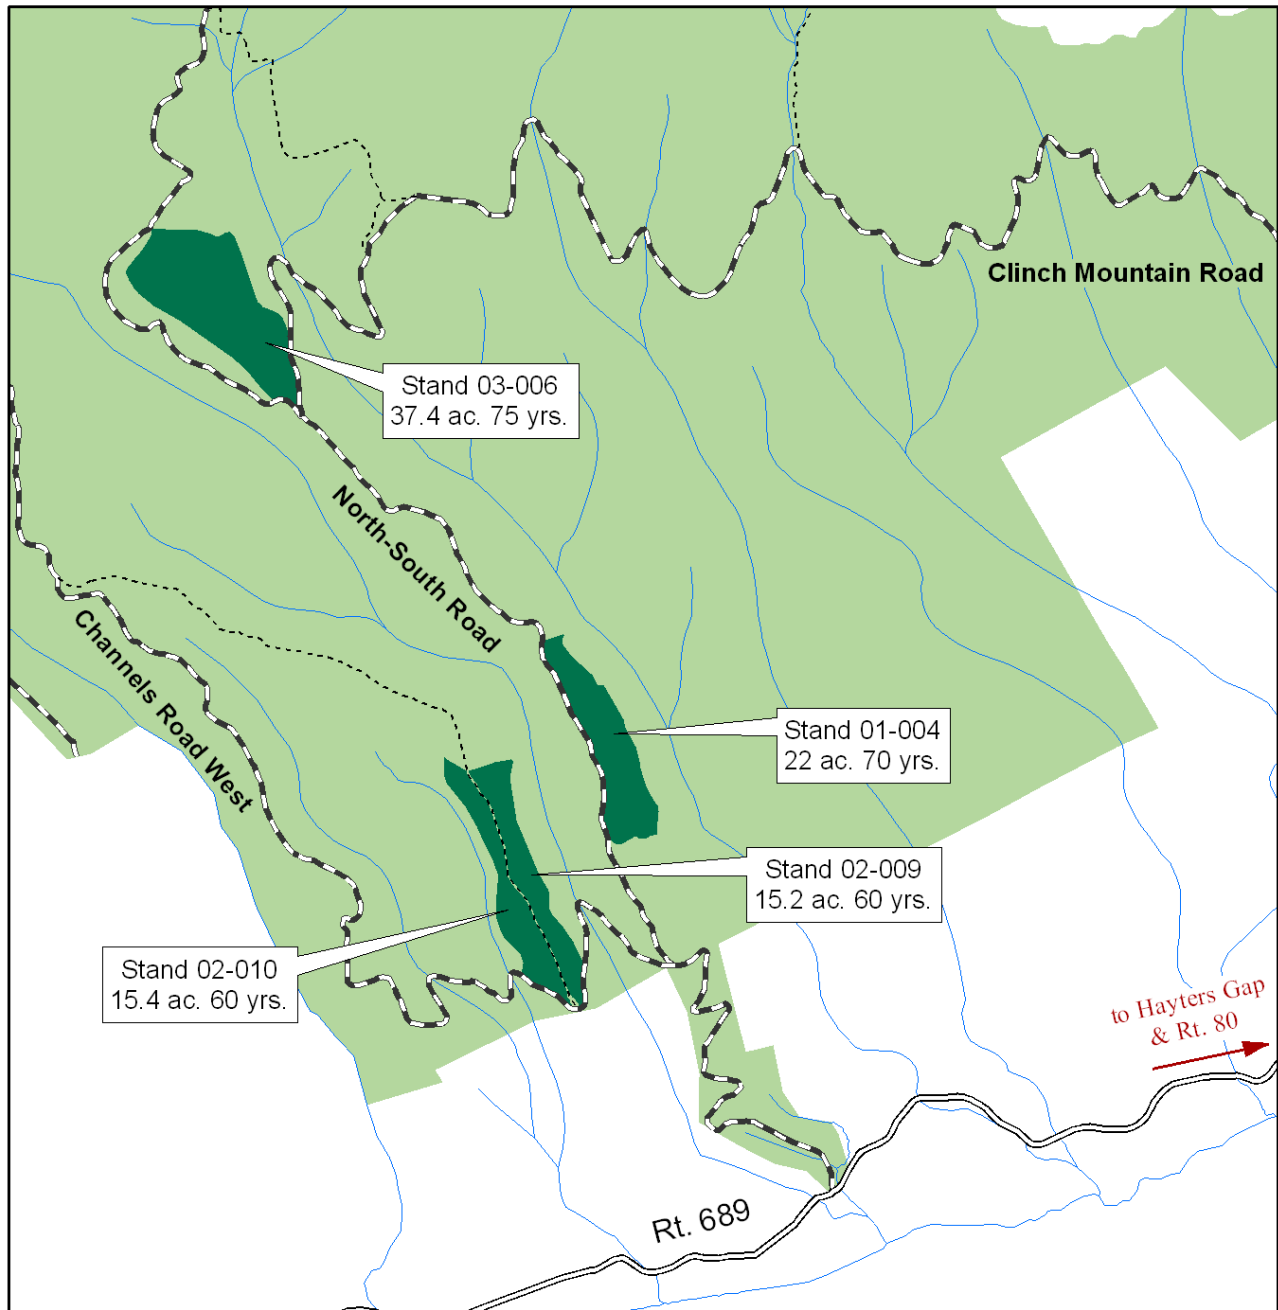 Clinch Mountain Road
Stand 03-006
37.4 ac. 75 yrs.
North-South Road
Channels Road West
Stand 01-004
22 ac. 70 yrs.
Stand 02-009
15.2 ac. 60 yrs.
Stand 02-010
15.4 ac. 60 yrs.
to Hayters Gap
& Rt. 80
Rt. 689